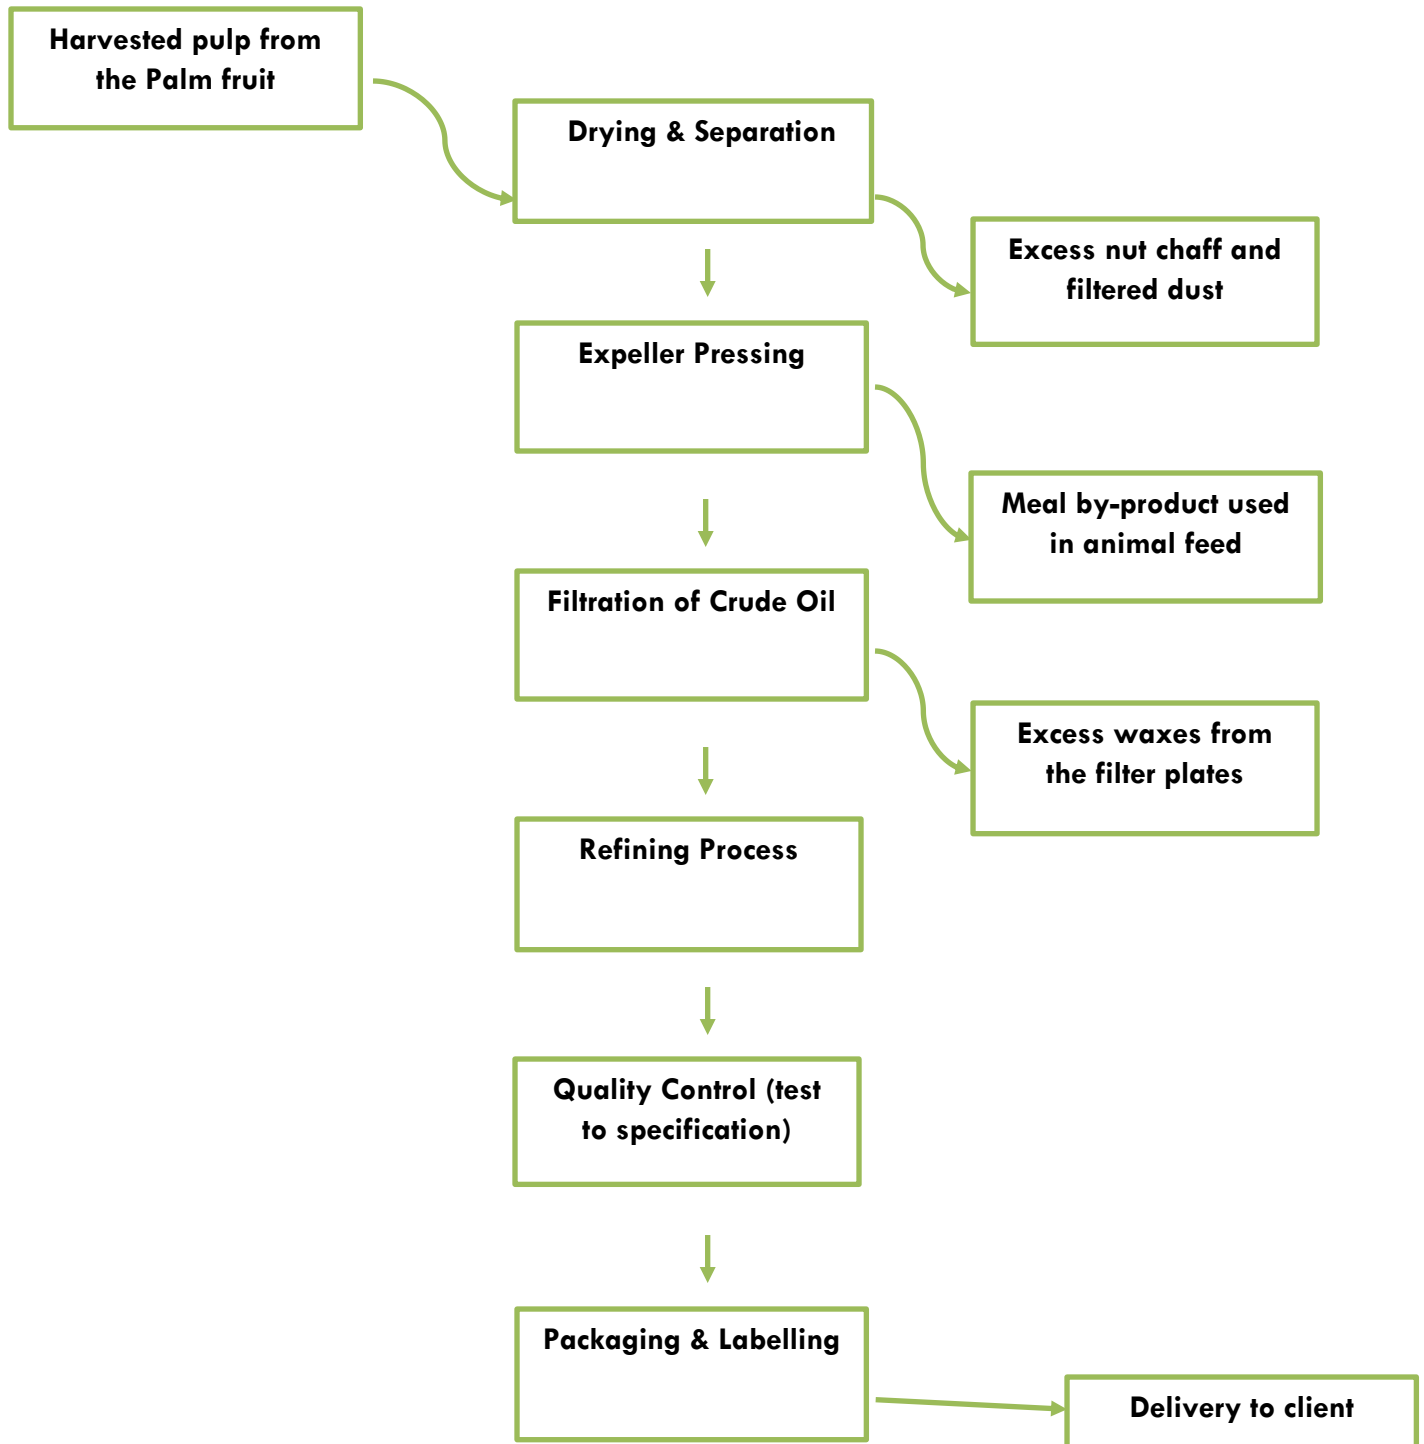 Harvested pulp from
the Palm fruit
Drying & Separation
Excess nut chaff and
filtered dust
Expeller Pressing
Meal by-product used
in animal feed
Filtration of Crude Oil
Excess waxes from
the filter plates
Refining Process
Quality Control (test
to specification)
Packaging & Labelling
Delivery to client